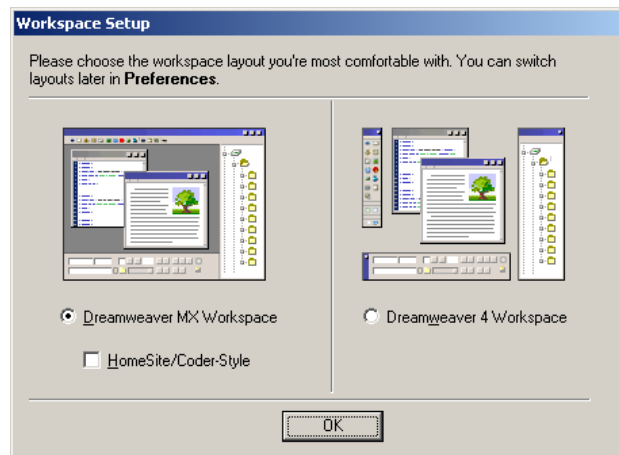 Workspace Setup
Please choose the workspace layout you're most comfortable with. You can switch
layouts later in Preferences.
Dreamweaver MX Workspace
HomeSite/Coder-Style
Dreamweaver 4 Workspace
OK